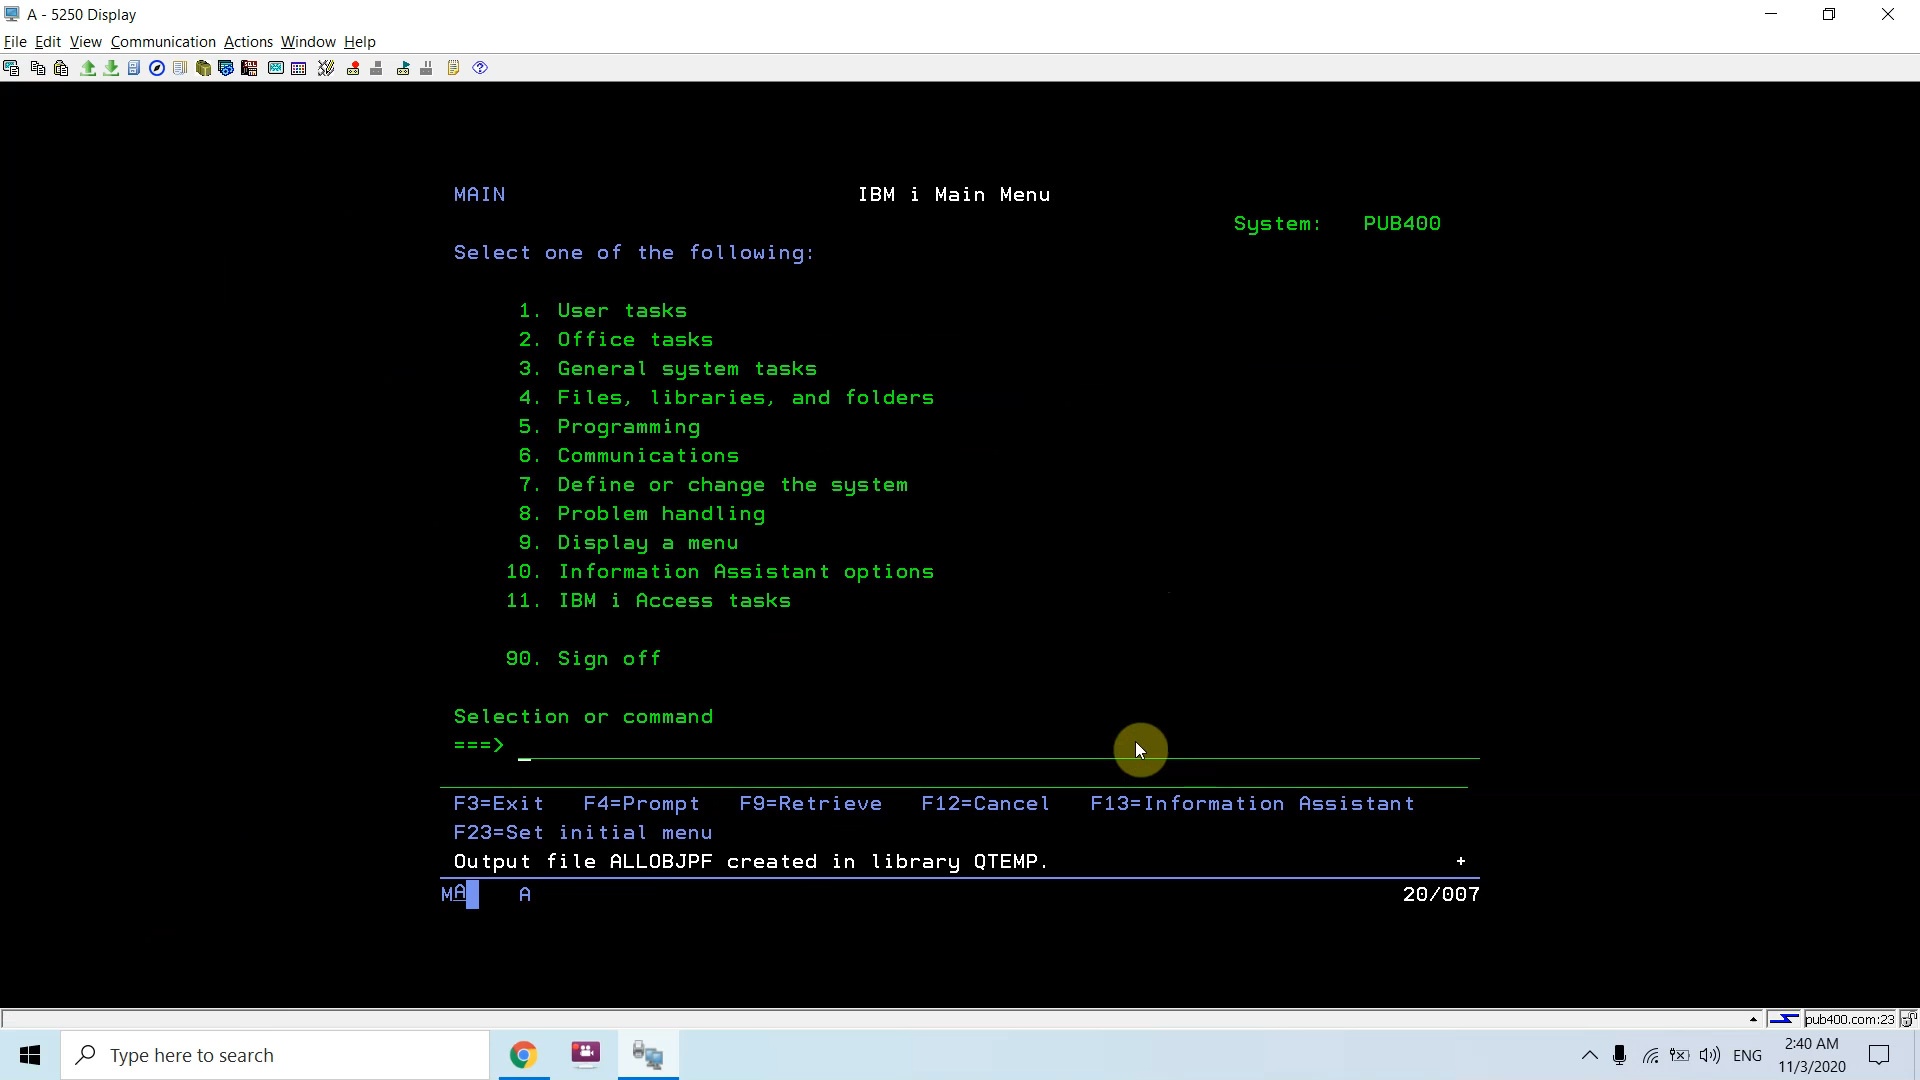 A - 5250 Display
File Edit View Communication Actions Window Help
MAIN IBM i Main Menu
System: PUB400
Select one of the following:
1. User tasks
2. Office tasks
3. General system tasks
4. Files, libraries, and folders
5. Programming
6. Communications
7. Define or change the system
8. Problem handling
9. Display a menu
10. Information Assistant options
11. IBM i Access tasks
90. Sign off
Selection or command
===>
F3=Exit F4=Prompt F9=Retrieve F12=Cancel F13=Information Assistant
F23=Set initial menu
Output file ALLOBJPF created in library QTEMP. +
MA A 20/007
pub400.com:23
Type here to search
ENG
2:40 AM
11/3/2020